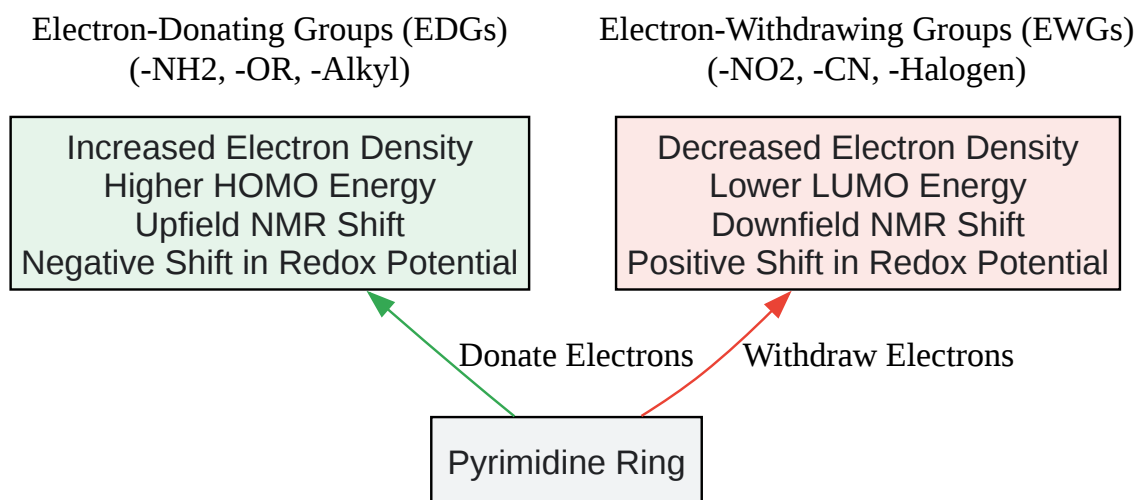 Electron-Donating Groups (EDGs)
(-NH2, -OR, -Alkyl)
Increased Electron Density
Higher HOMO Energy
Upfield NMR Shift
Negative Shift in Redox Potential
Electron-Withdrawing Groups (EWGs)
(-NO2, -CN, -Halogen)
Decreased Electron Density
Lower LUMO Energy
Downfield NMR Shift
Positive Shift in Redox Potential
Donate Electrons
Withdraw Electrons
Pyrimidine Ring